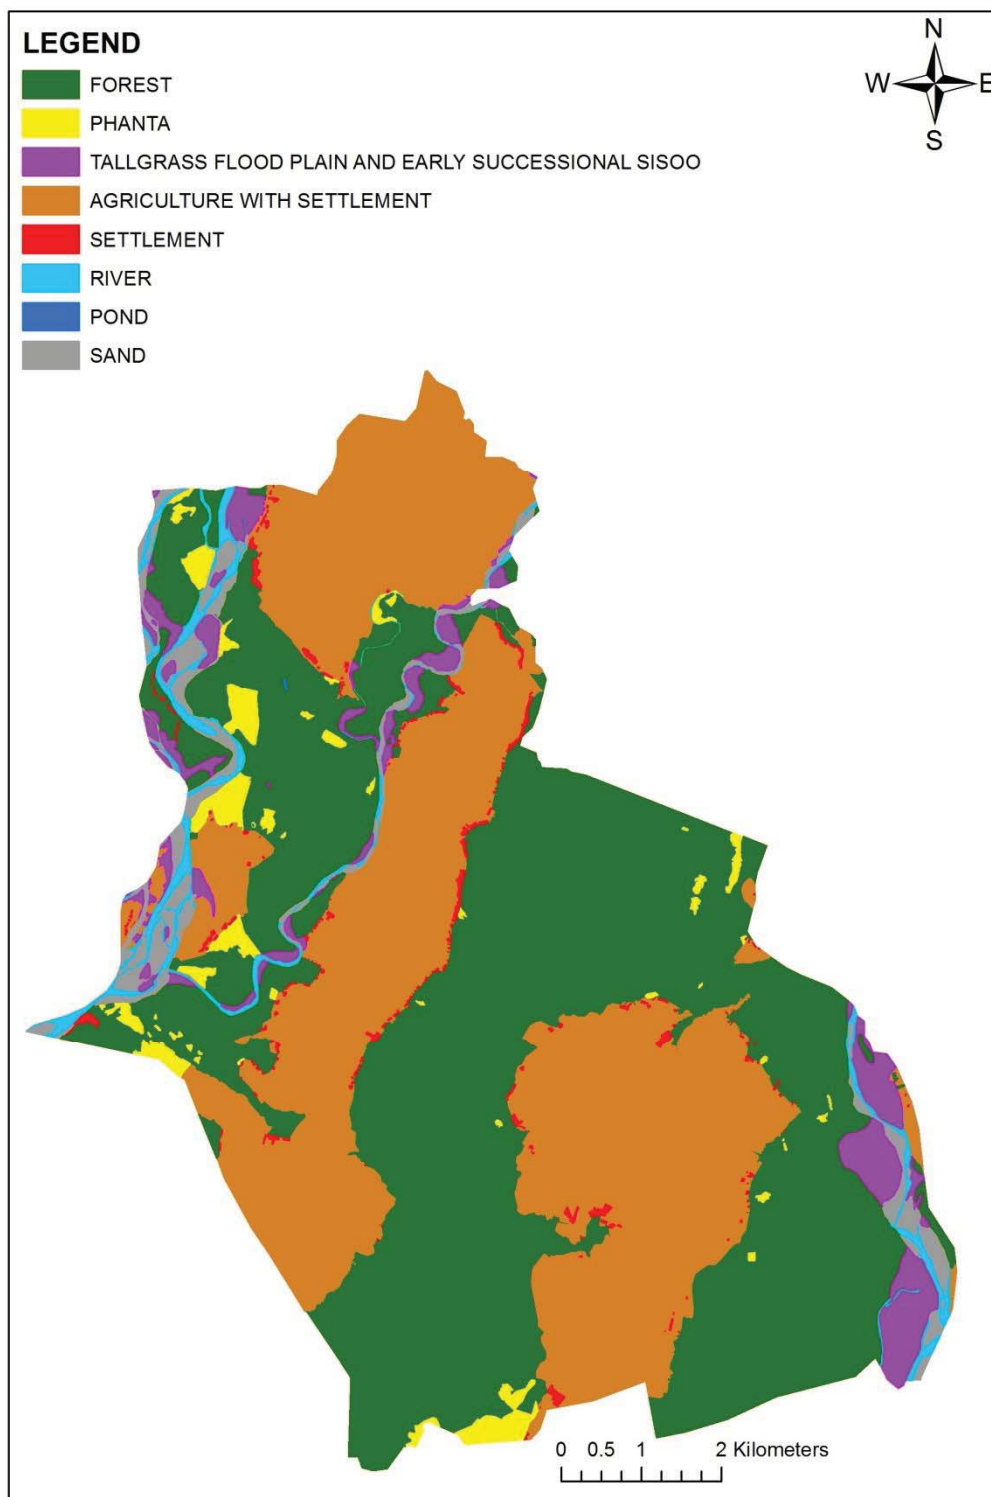 LEGEND
FOREST
PHANTA
TALLGRASS FLOOD PLAIN AND EARLY SUCCESSIONAL SISOO
AGRICULTURE WITH SETTLEMENT
SETTLEMENT
RIVER
POND
SAND
N
W E
S
0 0.5 1 2 Kilometers